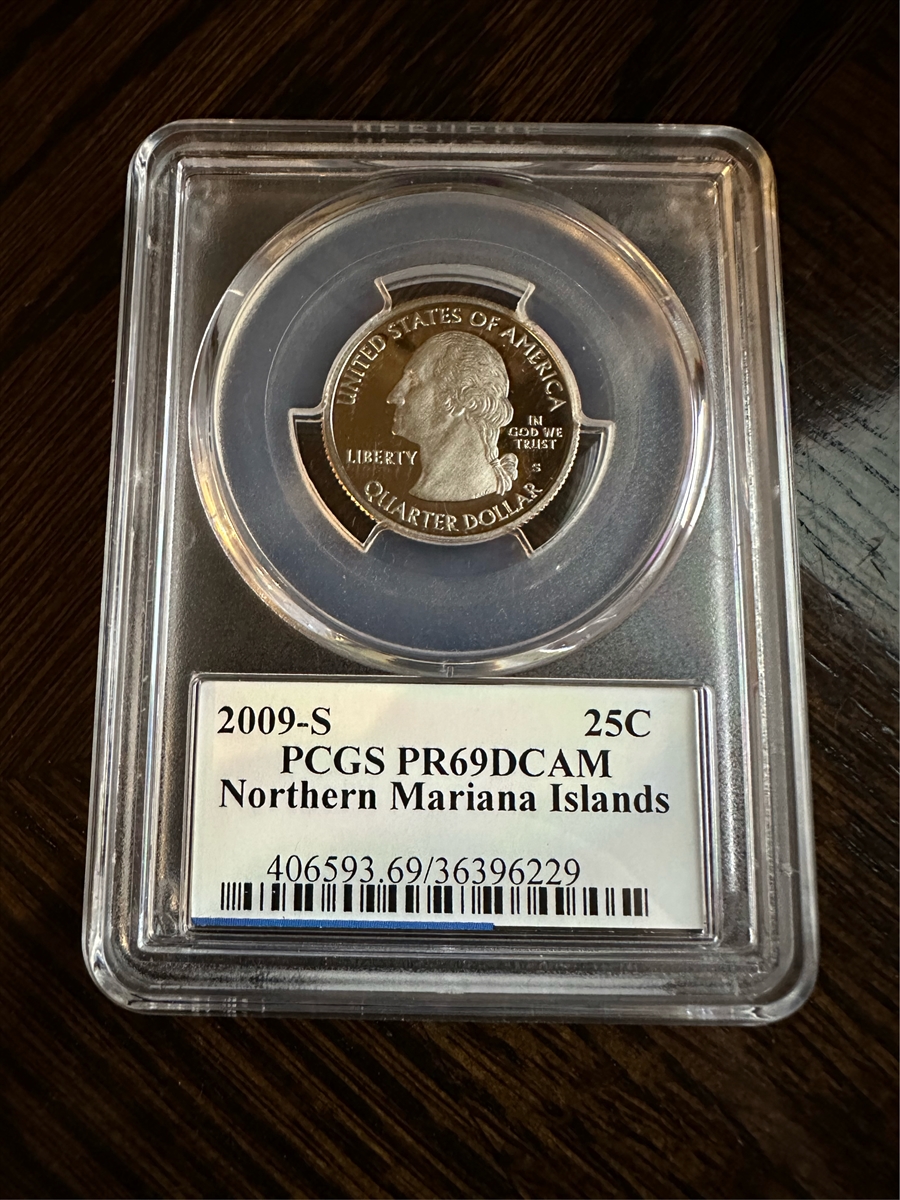 UNITED STATES OF AMERICA
IN
GOD WE
TRUST
LIBERTY
S
QUARTER DOLLAR
2009-S 25C
PCGS PR69DCAM
Northern Mariana Islands
406593.69/36396229